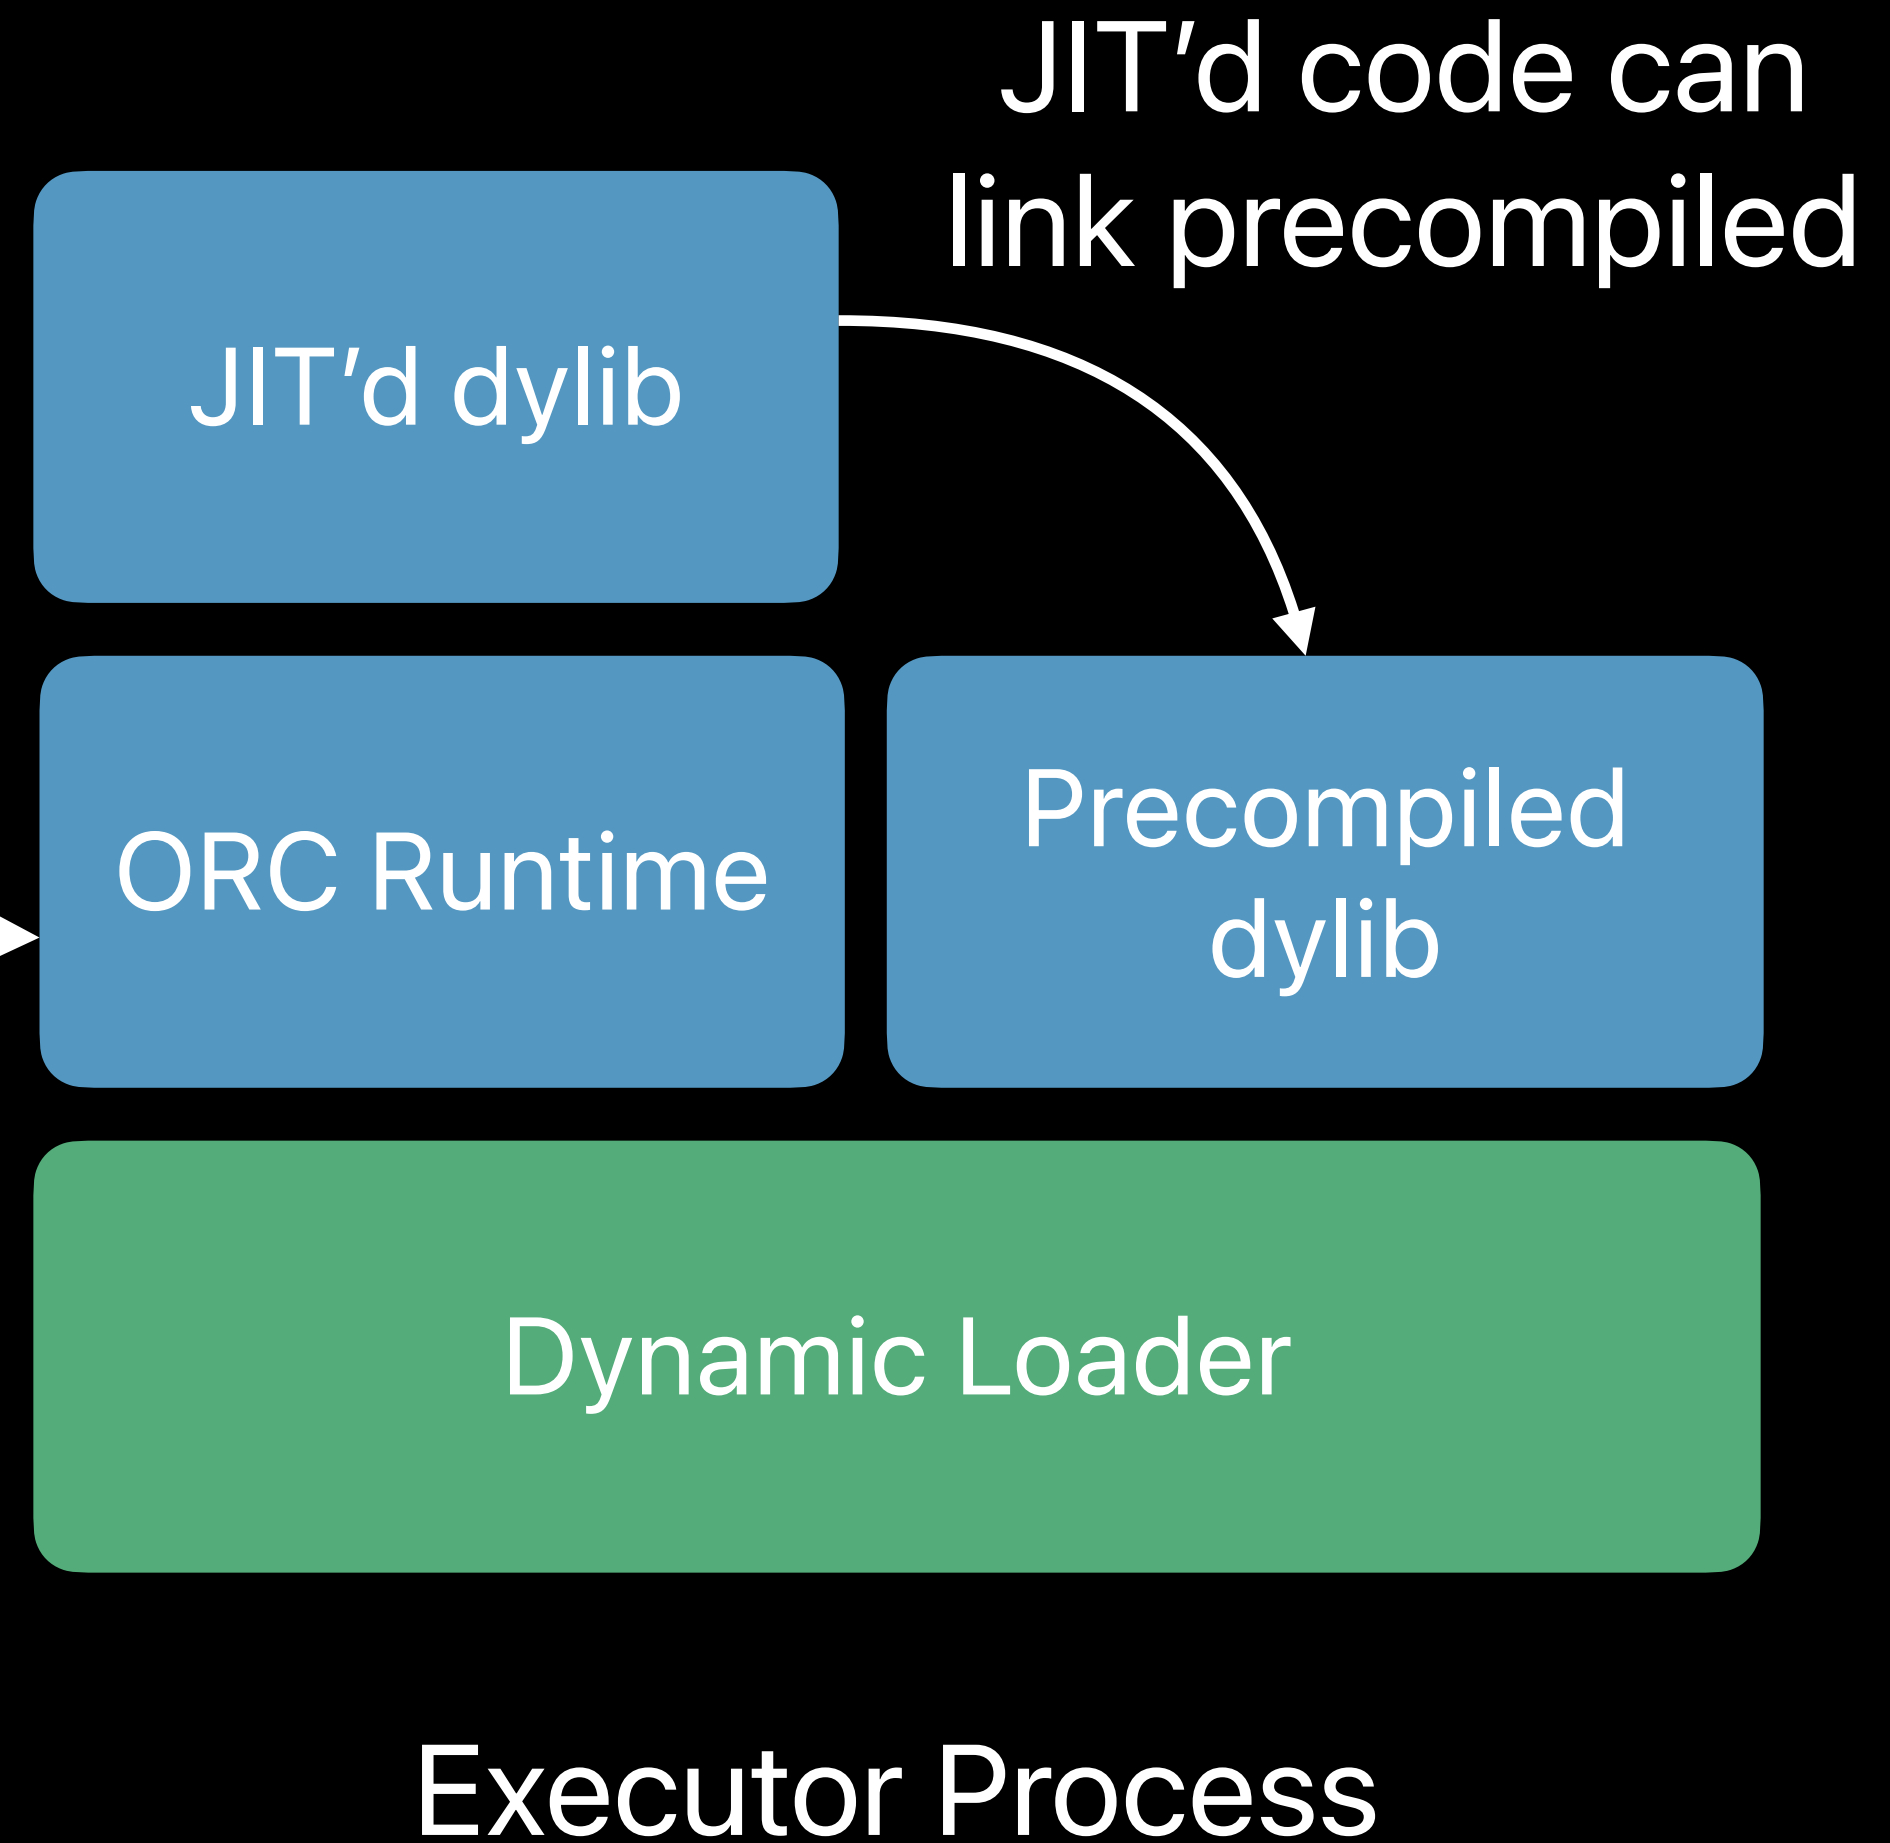 JIT’d code can
link precompiled
JIT’d dylib
ORC Runtime
Precompiled
dylib
Dynamic Loader
Executor Process